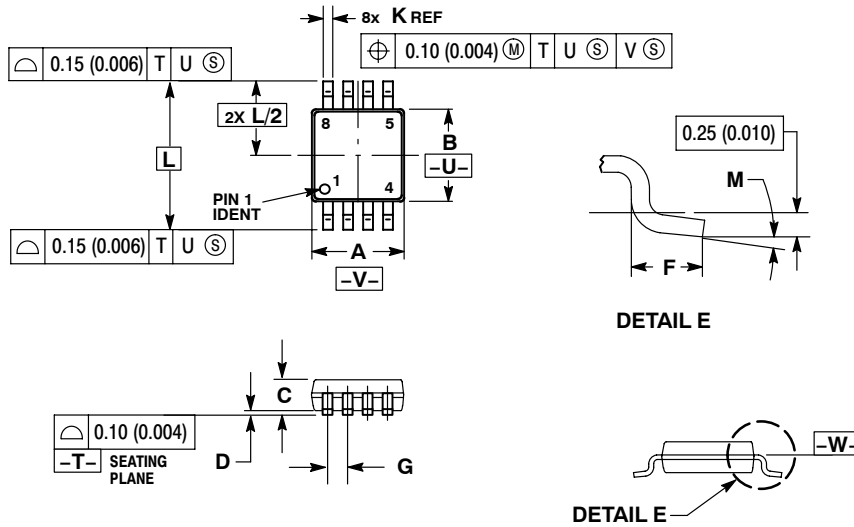 8x K REF
0.15 (0.006) T U Ⓢ
⌖ 0.10 (0.004) Ⓜ T U Ⓢ V Ⓢ
2X L/2
8 5
B
-U-
L
PIN 1
IDENT
1 4
0.15 (0.006) T U Ⓢ
A
-V-
0.25 (0.010)
M
F
DETAIL E
C
0.10 (0.004)
-T- SEATING
PLANE
D
G
-W-
DETAIL E